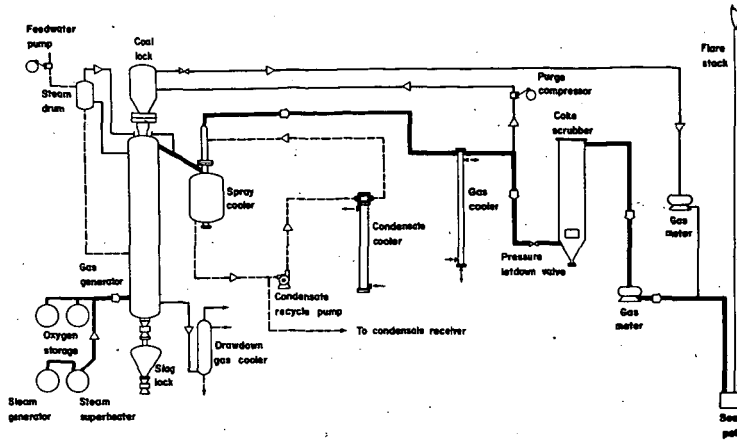 Feedwater
pump
Coal
lock
Flare
stack
Steam
drum
Purge
compressor
Coke
scrubber
Spray
cooler
Gas
cooler
Condensate
cooler
Gas
meter
Gas
generator
Pressure
letdown valve
Condensate
recycle pump
Gas
meter
Oxygen
storage
To condensate receiver
Drawdown
gas cooler
Slag
lock
Steam
generator
Steam
superheater